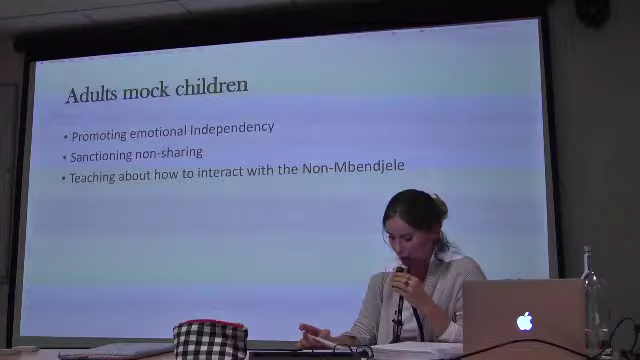 Adults mock children
• Promoting emotional Independency
• Sanctioning non-sharing
• Teaching about how to interact with the Non-Mbendjele